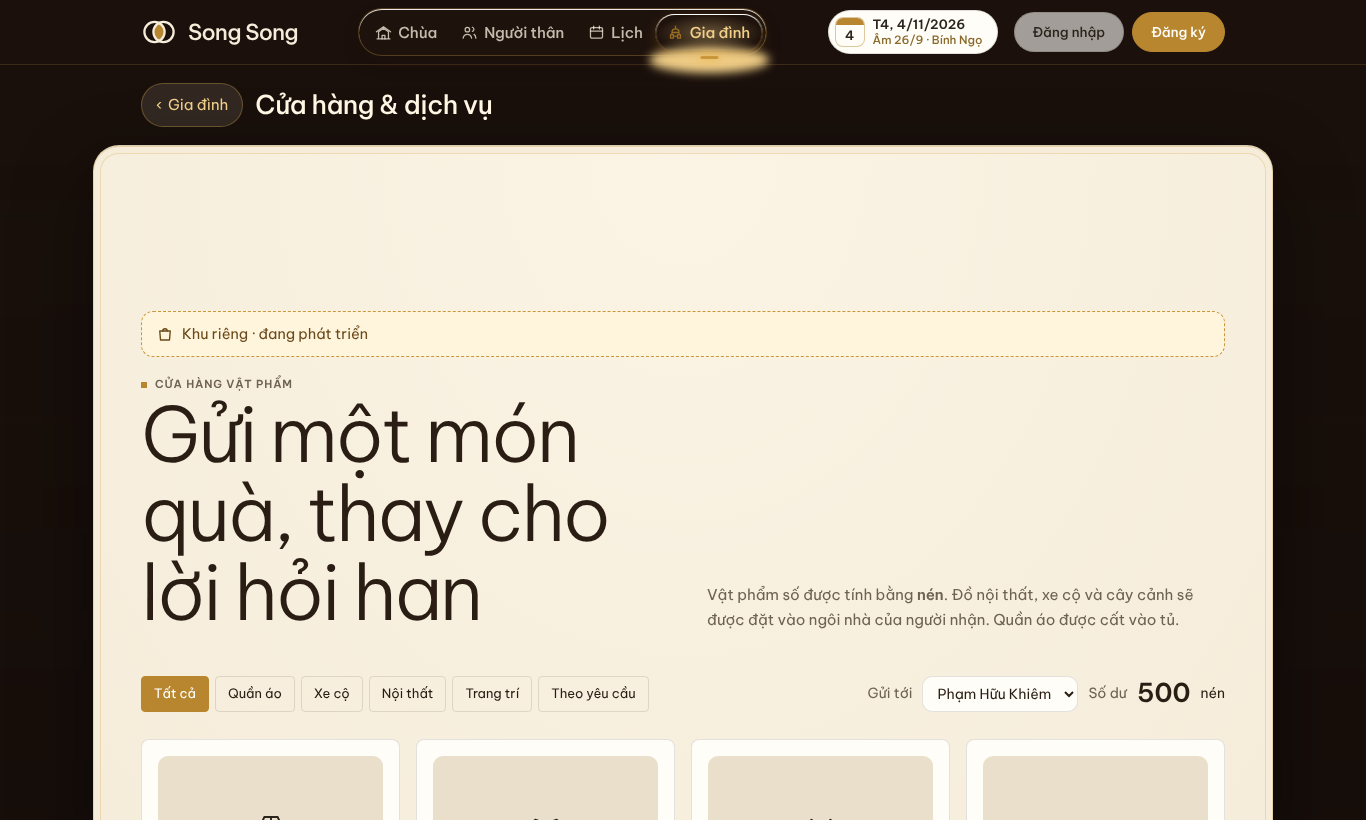 Song Song
Chùa
Người thân
Lịch
Gia đình
4
T4, 4/11/2026
Âm 26/9 · Bính Ngọ
Đăng nhập
Đăng ký
‹ Gia đình
Cửa hàng & dịch vụ
Khu riêng · đang phát triển
CỬA HÀNG VẬT PHẨM
Gửi một món
quà, thay cho
lời hỏi han
Vật phẩm số được tính bằng nén. Đồ nội thất, xe cộ và cây cảnh sẽ
được đặt vào ngôi nhà của người nhận. Quần áo được cất vào tủ.
Tất cả
Quần áo
Xe cộ
Nội thất
Trang trí
Theo yêu cầu
Gửi tới
Phạm Hữu Khiêm
Số dư
500
nén